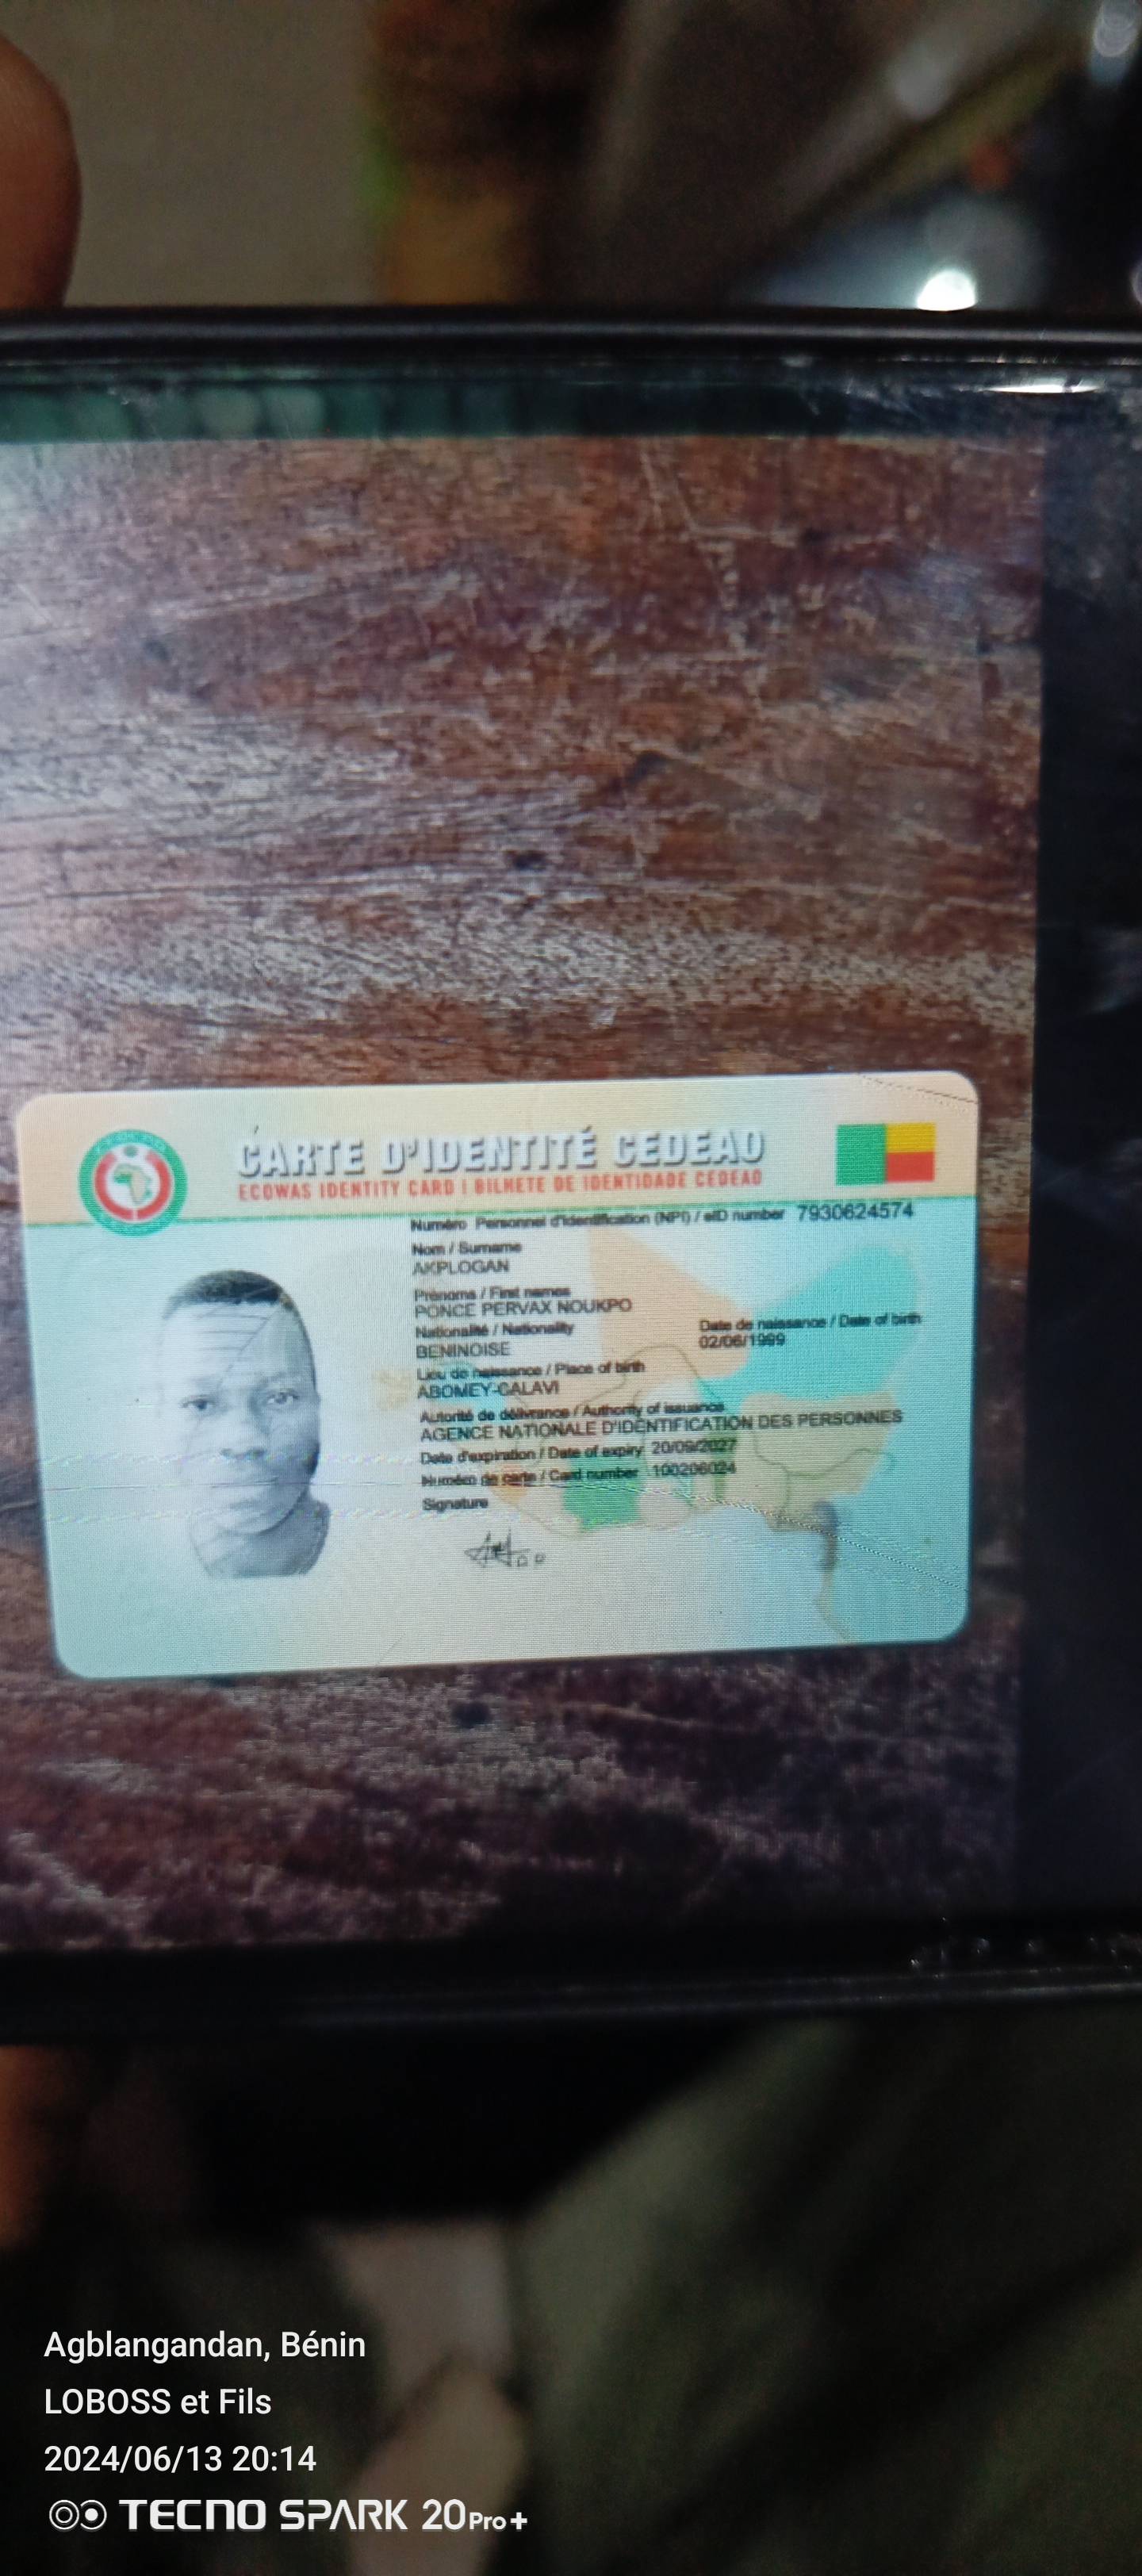 CARTE D'IDENTITÉ CEDEAO
ECOWAS IDENTITY CARD | BILHETE DE IDENTIDADE CEDEAO
Numéro Personnel d'Identification (NPI) / eID number 7930624574
Nom / Surname
AKPLOGAN
Prénoms / First names
PONCE PERVAX NOUKPO
Nationalité / Nationality
BENINOISE
Date de naissance / Date of birth
02/06/1999
Lieu de naissance / Place of birth
ABOMEY-CALAVI
Autorité de délivrance / Authority of issuance
AGENCE NATIONALE D'IDENTIFICATION DES PERSONNES
Date d'expiration / Date of expiry 20/09/2027
Numéro de carte / Card number 100206024
Signature
Agblangandan, Bénin
LOBOSS et Fils
2024/06/13 20:14
TECNO SPARK 20Pro+